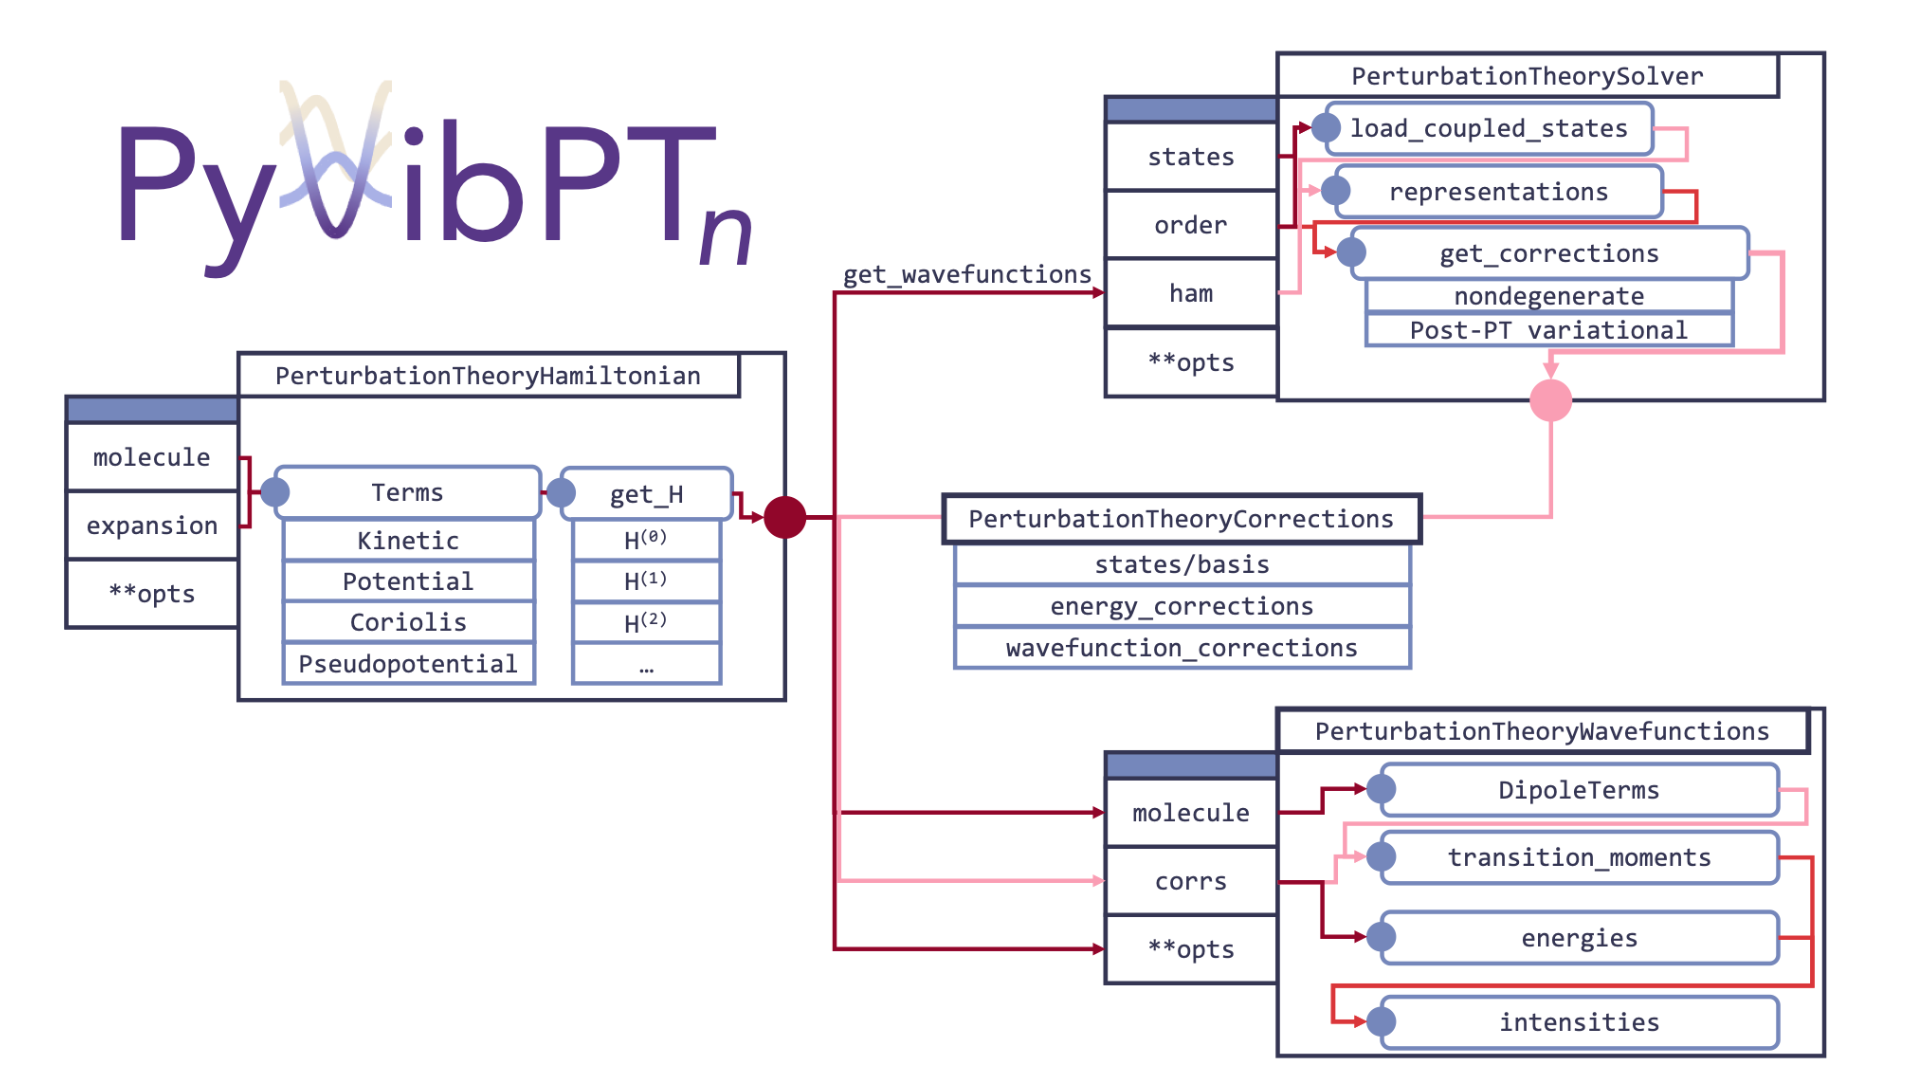 PyVibPTn
PerturbationTheorySolver
load_coupled_states
states
representations
order
get_corrections
get_wavefunctions
ham
nondegenerate
Post-PT variational
**opts
PerturbationTheoryHamiltonian
molecule
Terms
get_H
expansion
Kinetic
H⁽⁰⁾
Potential
H⁽¹⁾
**opts
Coriolis
H⁽²⁾
Pseudopotential
…
PerturbationTheoryCorrections
states/basis
energy_corrections
wavefunction_corrections
PerturbationTheoryWavefunctions
DipoleTerms
molecule
transition_moments
corrs
energies
**opts
intensities